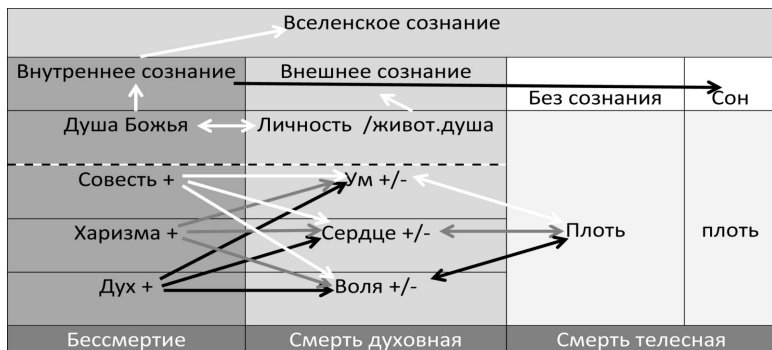 Вселенское сознание
Внутреннее сознание Внешнее сознание
Без сознания Сон
Душа Божья Личность /живот.душа
Совесть + Ум +/-
Харизма + Сердце +/- Плоть плоть
Дух + Воля +/-
Бессмертие Смерть духовная Смерть телесная